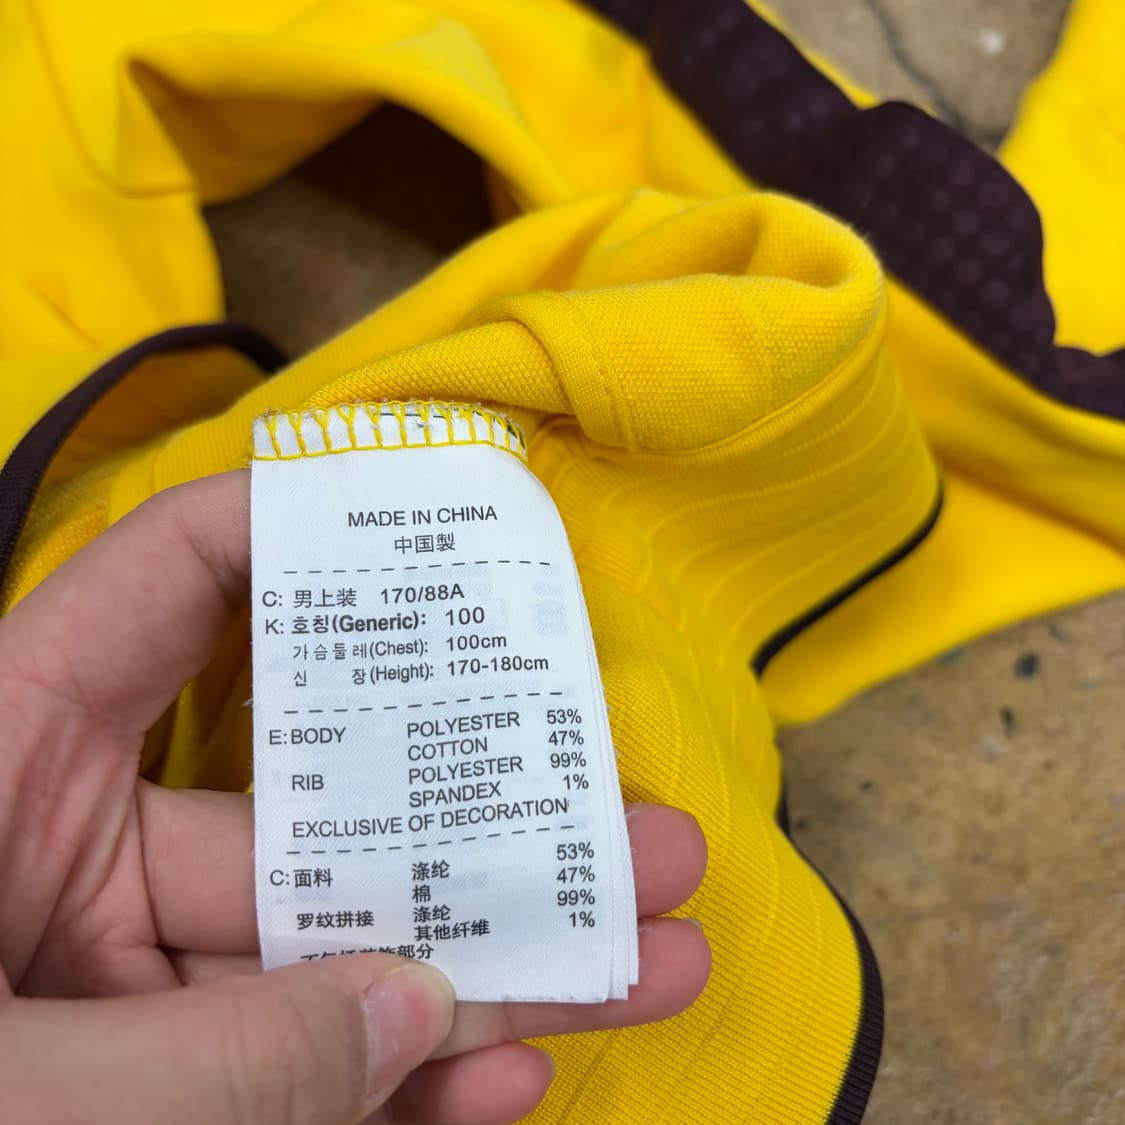 MADE IN CHINA
中国製
C: 男上装 170/88A
K: 호칭(Generic): 100
가슴둘레(Chest): 100cm
신 장(Height): 170-180cm
E: BODY POLYESTER 53%
COTTON 47%
RIB POLYESTER 99%
SPANDEX 1%
EXCLUSIVE OF DECORATION
C: 面料 涤纶 53%
棉 47%
罗纹拼接 涤纶 99%
其他纤维 1%
部分